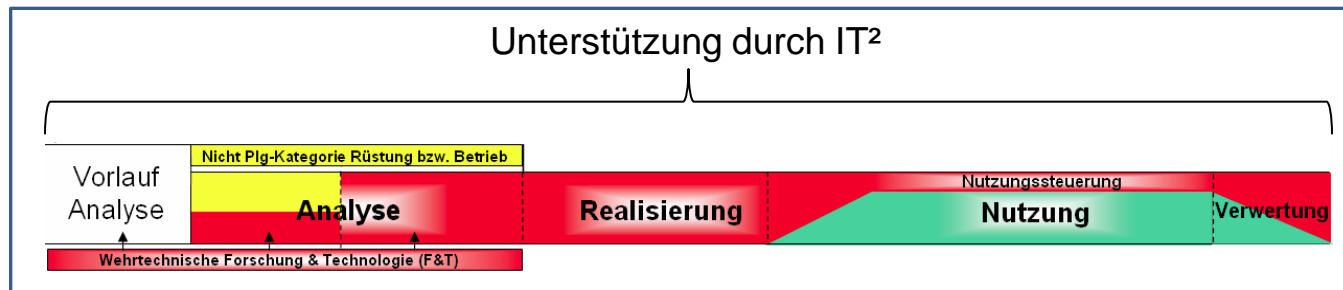 Unterstützung durch IT²
Nicht Plg-Kategorie Rüstung bzw. Betrieb
Vorlauf
Analyse
Analyse
Realisierung
Nutzungssteuerung
Nutzung
Verwertung
Wehrtechnische Forschung & Technologie (F&T)